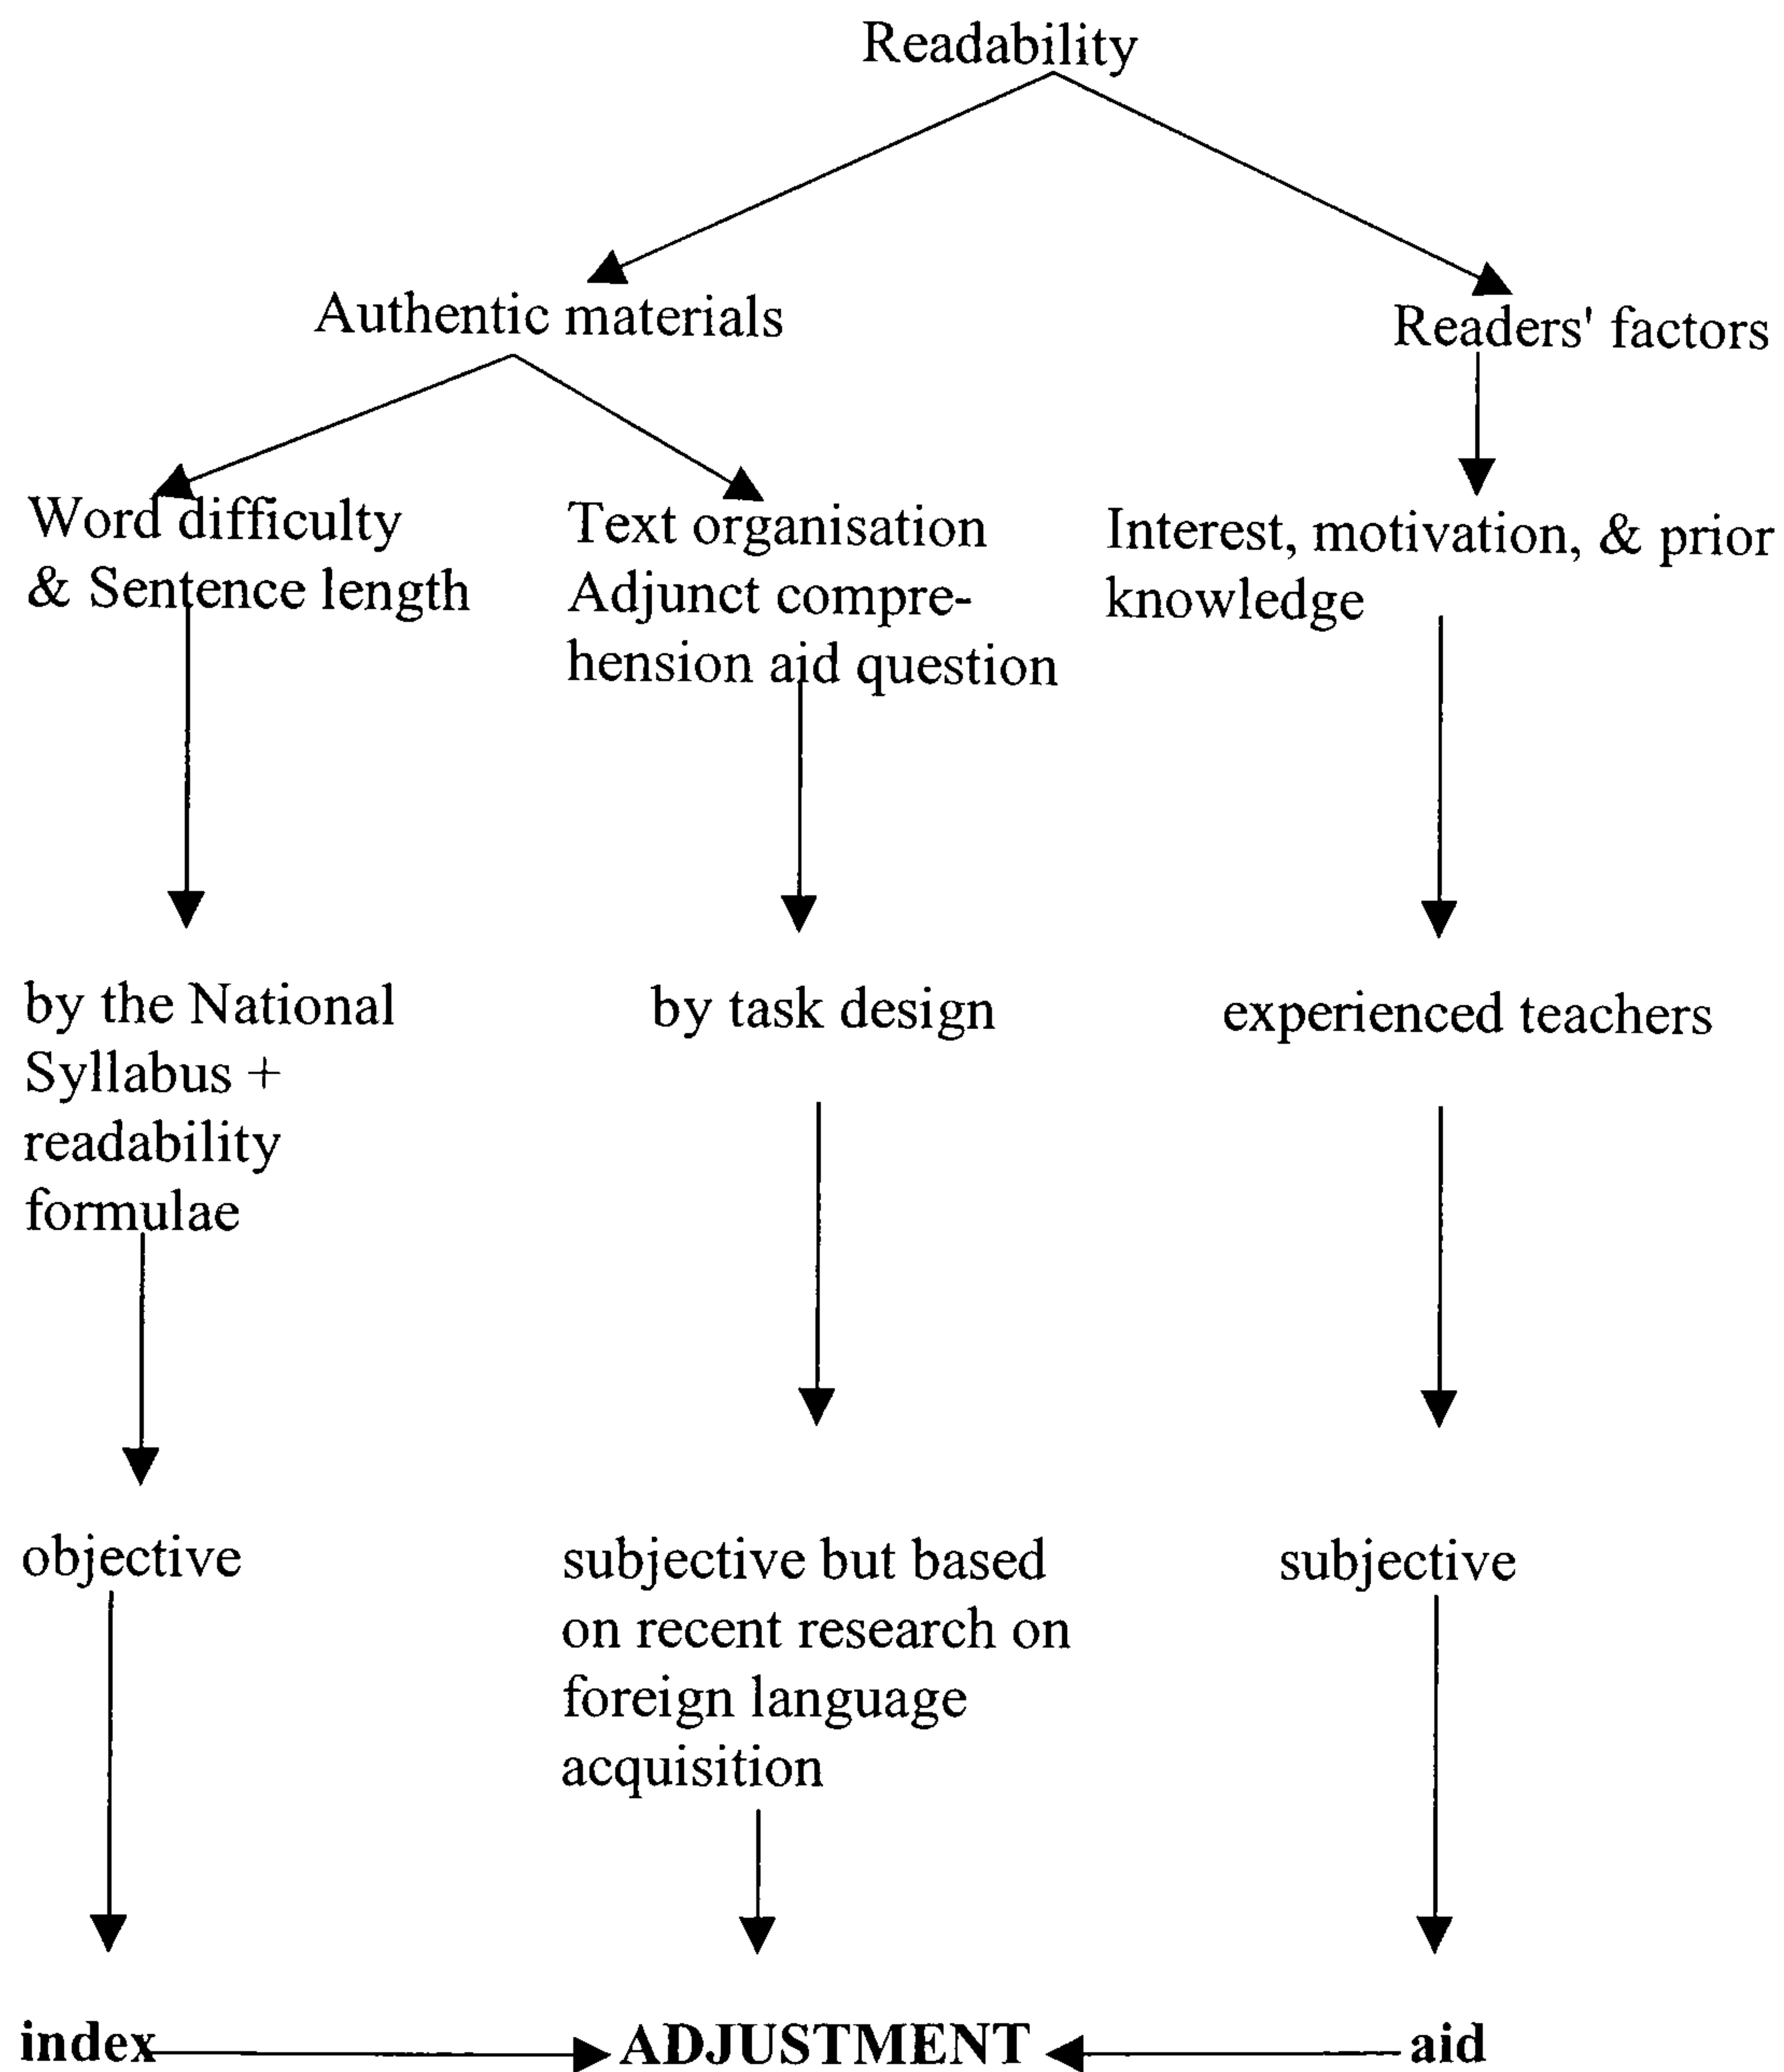 Readability
Authentic materials
Readers' factors
Word difficulty
& Sentence length
Text organisation
Adjunct compre-
hension aid question
Interest, motivation, & prior
knowledge
by the National
Syllabus +
readability
formulae
by task design
experienced teachers
objective
subjective but based
on recent research on
foreign language
acquisition
subjective
index
ADJUSTMENT
aid